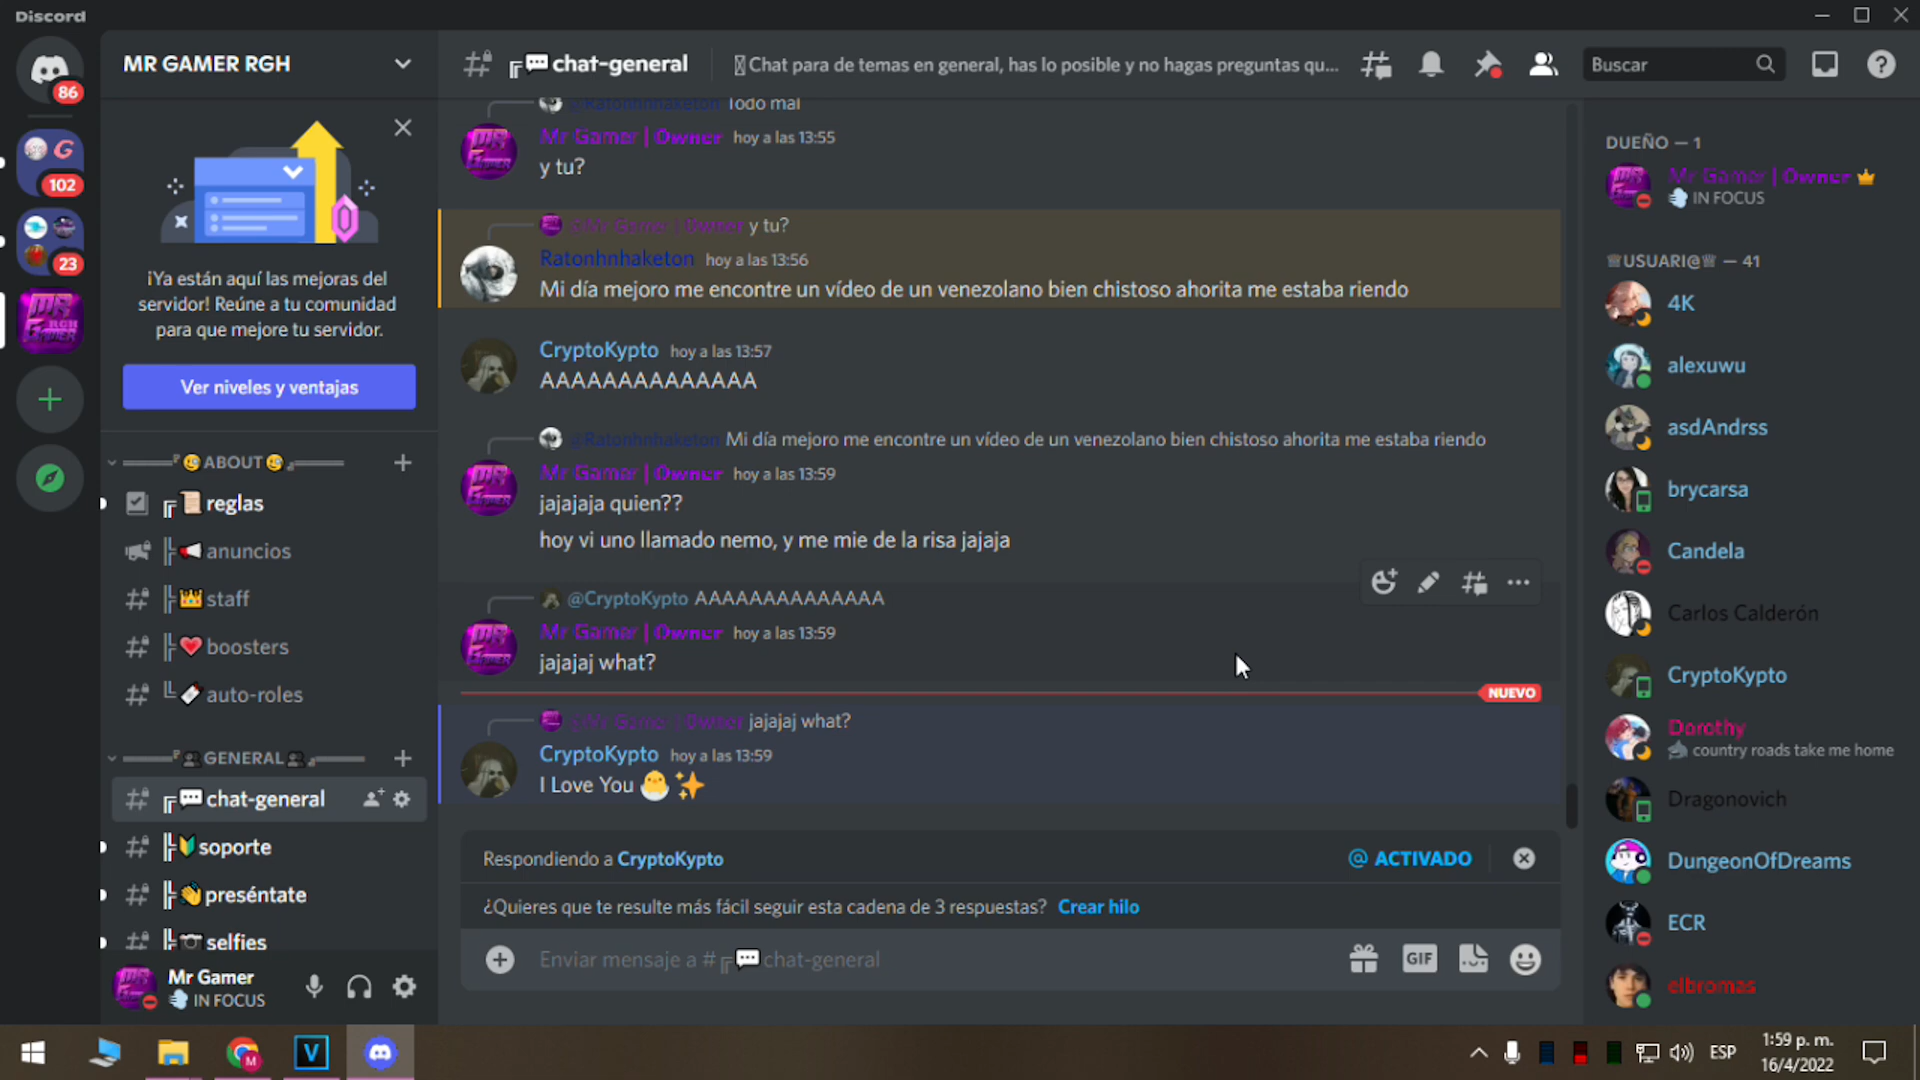 Discord
MR GAMER RGH
86
102
23
¡Ya están aquí las mejoras del
servidor! Reúne a tu comunidad
para que mejore tu servidor.
Ver niveles y ventajas
ABOUT
reglas
anuncios
staff
boosters
auto-roles
GENERAL
chat-general
soporte
preséntate
selfies
Mr Gamer
IN FOCUS
chat-general
Chat para de temas en general, has lo posible y no hagas preguntas qu...
Buscar
@Ratonhnhaketon Todo mal
Mr Gamer | Owner hoy a las 13:55
y tu?
@Mr Gamer | Owner y tu?
Ratonhnhaketon hoy a las 13:56
Mi día mejoro me encontre un vídeo de un venezolano bien chistoso ahorita me estaba riendo
CryptoKypto hoy a las 13:57
AAAAAAAAAAAAAA
@Ratonhnhaketon Mi día mejoro me encontre un vídeo de un venezolano bien chistoso ahorita me estaba riendo
Mr Gamer | Owner hoy a las 13:59
jajajaja quien??
hoy vi uno llamado nemo, y me mie de la risa jajaja
@CryptoKypto AAAAAAAAAAAAAA
Mr Gamer | Owner hoy a las 13:59
jajajaj what?
NUEVO
@Mr Gamer | Owner jajajaj what?
CryptoKypto hoy a las 13:59
I Love You 🐣 ✨
Respondiendo a CryptoKypto
@ ACTIVADO
¿Quieres que te resulte más fácil seguir esta cadena de 3 respuestas? Crear hilo
Enviar mensaje a #╔💬chat-general
GIF
DUEÑO — 1
Mr Gamer | Owner
IN FOCUS
♕USUARI@♕ — 41
4K
alexuwu
asdAndrss
brycarsa
Candela
Carlos Calderón
CryptoKypto
Dorothy
country roads take me home
Dragonovich
DungeonOfDreams
ECR
elbromas
ESP
1:59 p. m.
16/4/2022